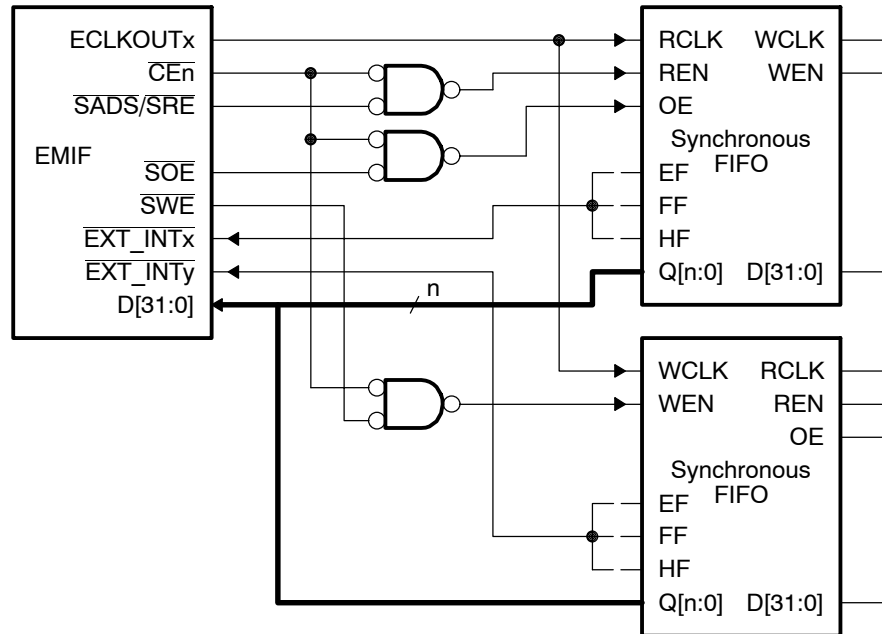 ECLKOUTx
CEn
SADS/SRE
EMIF
SOE
SWE
EXT_INTx
EXT_INTy
D[31:0]
n
RCLK WCLK
REN WEN
OE
Synchronous
FIFO
EF
FF
HF
Q[n:0] D[31:0]
WCLK RCLK
WEN REN
OE
Synchronous
FIFO
EF
FF
HF
Q[n:0] D[31:0]